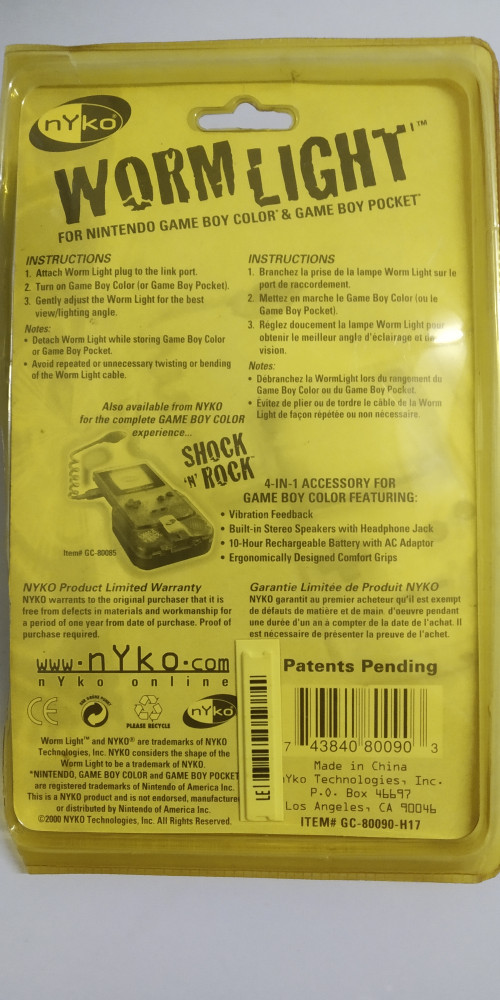 nYko®
WORM LIGHT™
FOR NINTENDO GAME BOY COLOR* & GAME BOY POCKET*
INSTRUCTIONS
1. Attach Worm Light plug to the link port.
2. Turn on Game Boy Color (or Game Boy Pocket).
3. Gently adjust the Worm Light for the best
view/lighting angle.
Notes:
• Detach Worm Light while storing Game Boy Color
or Game Boy Pocket.
• Avoid repeated or unnecessary twisting or bending
of the Worm Light cable.
INSTRUCTIONS
1. Branchez la prise de la lampe Worm Light sur le
port de raccordement.
2. Mettez en marche le Game Boy Color (ou le
Game Boy Pocket).
3. Réglez doucement la lampe Worm Light pour
obtenir le meilleur angle d'éclairage et de
vision.
Notes:
• Débranchez la WormLight lors du rangement du
Game Boy Color ou du Game Boy Pocket.
• Évitez de plier ou de tordre le câble de la Worm
Light de façon répétée ou non nécessaire.
Also available from NYKO
for the complete GAME BOY COLOR
experience...
SHOCK
'N' ROCK™
Item# GC-80085
4-IN-1 ACCESSORY FOR
GAME BOY COLOR FEATURING:
• Vibration Feedback
• Built-in Stereo Speakers with Headphone Jack
• 10-Hour Rechargeable Battery with AC Adaptor
• Ergonomically Designed Comfort Grips
NYKO Product Limited Warranty
NYKO warrants to the original purchaser that it is
free from defects in materials and workmanship for
a period of one year from date of purchase. Proof of
purchase required.
Garantie Limitée de Produit NYKO
NYKO garantit au premier acheteur qu'il est exempt
de défauts de matière et de main d'oeuvre pendant
une durée d'un an à compter de la date de l'achat. Il
est nécessaire de présenter la preuve de l'achat.
www.nYko.com
nYko online
CE
PLEASE RECYCLE
nYko
Worm Light™ and NYKO® are trademarks of NYKO
Technologies, Inc. NYKO considers the shape of the
Worm Light to be a trademark of NYKO.
*NINTENDO, GAME BOY COLOR and GAME BOY POCKET
are registered trademarks of Nintendo of America Inc.
This is a NYKO product and is not endorsed, manufacture
or distributed by Nintendo of America Inc.
©2000 NYKO Technologies, Inc. All Rights Reserved.
LE
Patents Pending
7 43840 80090 3
Made in China
nYko Technologies, Inc.
P.O. Box 46697
Los Angeles, CA 90046
ITEM# GC-80090-H17